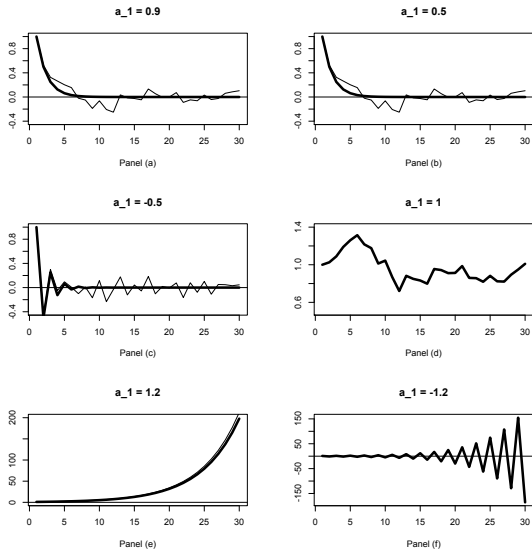 a_1 = 0.9
a_1 = 0.5
0.8
0.4
0.0
-0.4
0 5 10 15 20 25 30
Panel (a)
0.8
0.4
0.0
-0.4
0 5 10 15 20 25 30
Panel (b)
a_1 = -0.5
a_1 = 1
0.8
0.4
0.0
-0.4
0 5 10 15 20 25 30
Panel (c)
1.4
1.0
0.6
0 5 10 15 20 25 30
Panel (d)
a_1 = 1.2
a_1 = -1.2
200
150
100
50
0
0 5 10 15 20 25 30
Panel (e)
150
50
-50
-150
0 5 10 15 20 25 30
Panel (f)